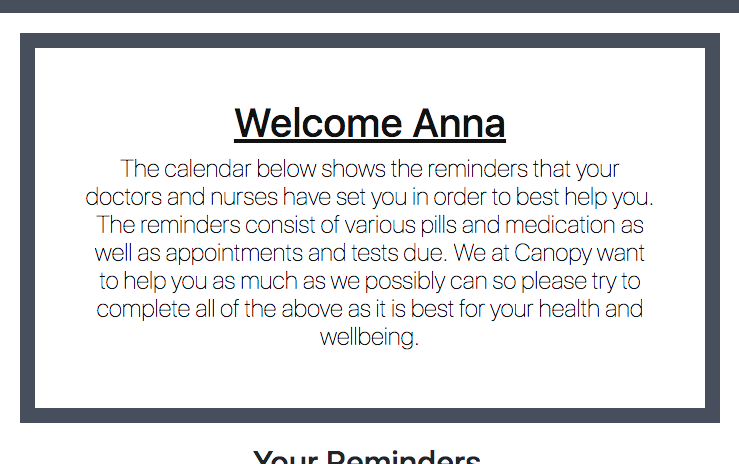 Welcome Anna
The calendar below shows the reminders that your
doctors and nurses have set you in order to best help you.
The reminders consist of various pills and medication as
well as appointments and tests due. We at Canopy want
to help you as much as we possibly can so please try to
complete all of the above as it is best for your health and
wellbeing.
Your Reminders